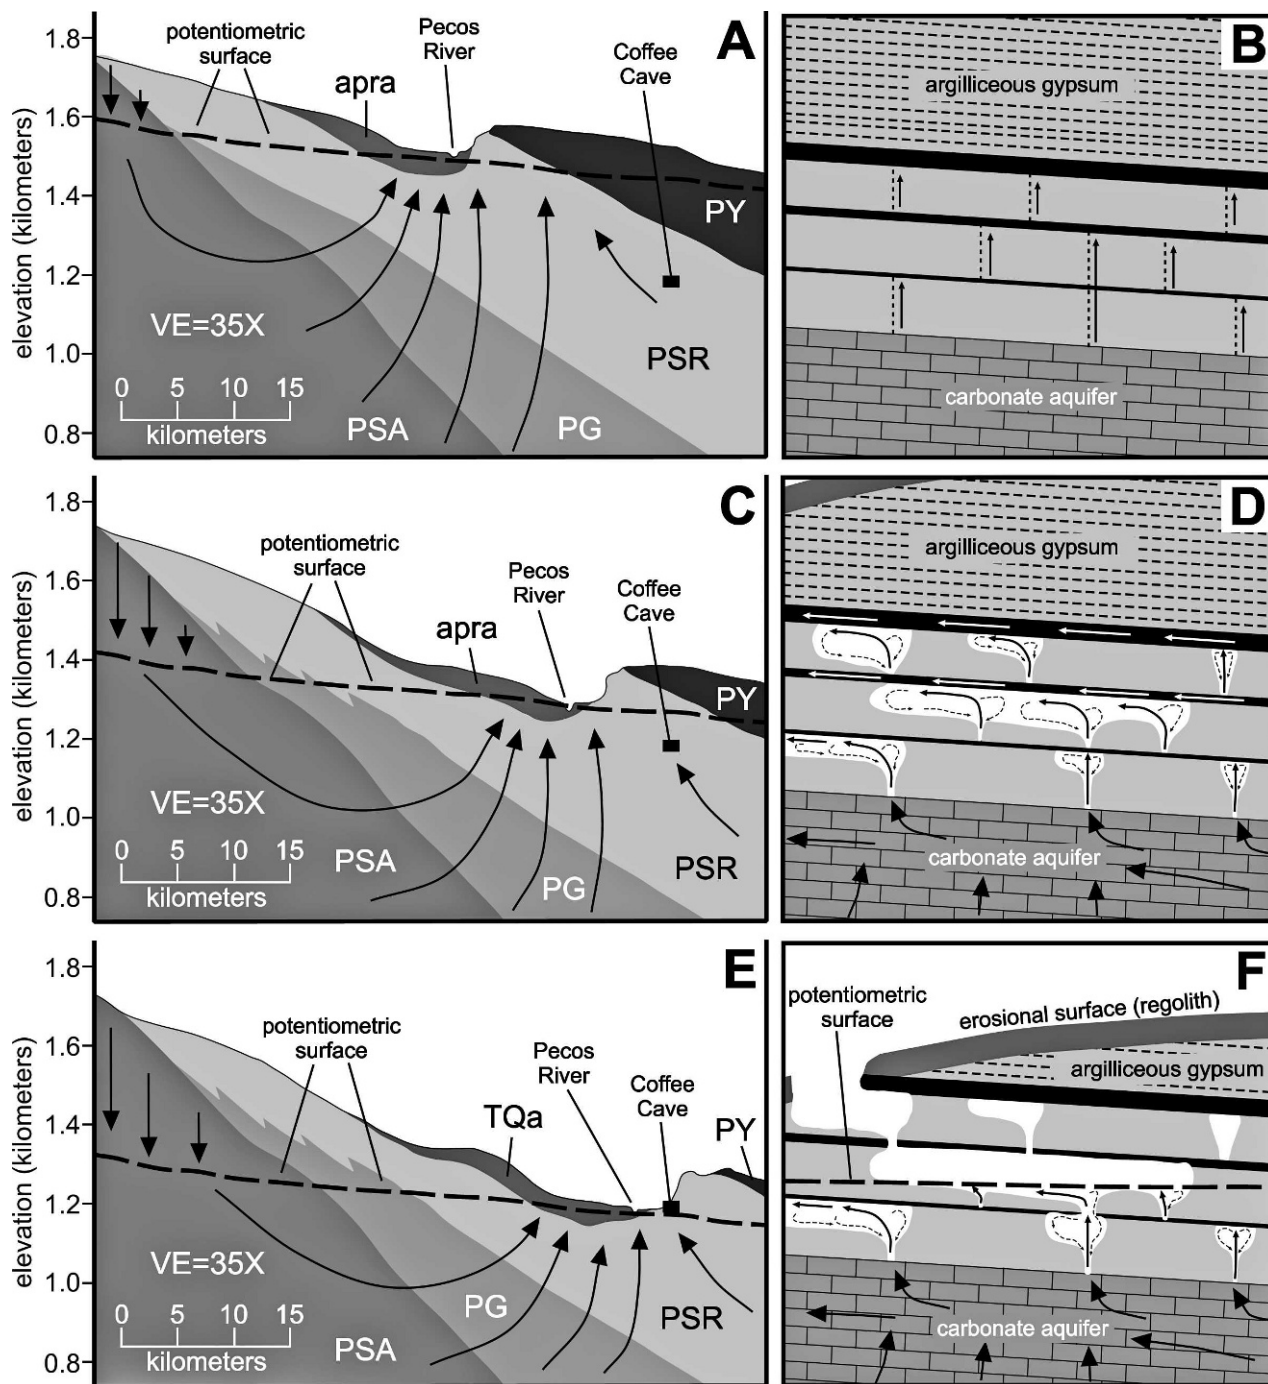 A
1.8
1.6
1.4
1.2
1.0
0.8
elevation (kilometers)
potentiometric
surface
apra
Pecos
River
Coffee
Cave
PY
VE=35X
0 5 10 15
kilometers
PSA
PG
PSR
B
argilliceous gypsum
carbonate aquifer
C
1.8
1.6
1.4
1.2
1.0
0.8
elevation (kilometers)
potentiometric
surface
apra
Pecos
River
Coffee
Cave
PY
VE=35X
0 5 10 15
kilometers
PSA
PG
PSR
D
argilliceous gypsum
carbonate aquifer
E
1.8
1.6
1.4
1.2
1.0
0.8
elevation (kilometers)
potentiometric
surface
TQa
Pecos
River
Coffee
Cave
PY
VE=35X
0 5 10 15
kilometers
PSA
PG
PSR
F
potentiometric
surface
erosional surface (regolith)
argilliceous gypsum
carbonate aquifer